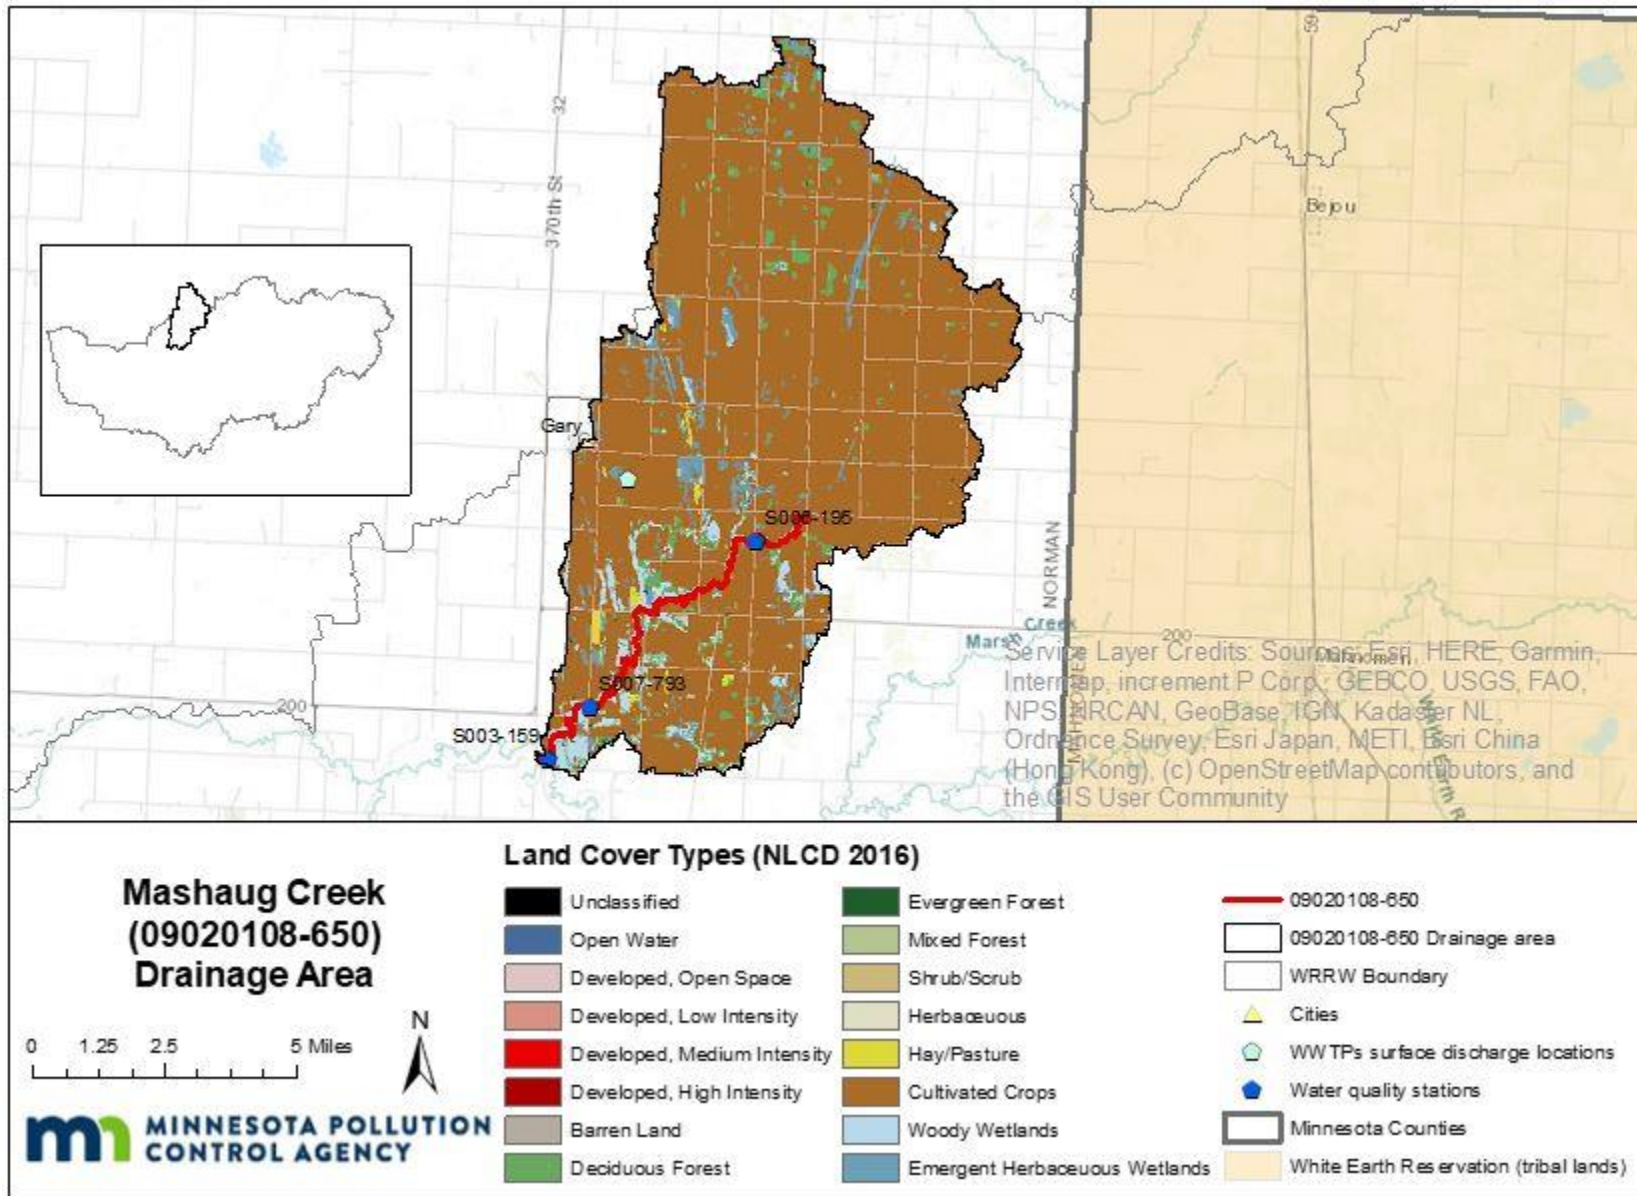 59
32
370th St
Bejou
Gary
S006-195
NORMAN
Marsh Creek
200
Mahnomen
S007-793
200
S003-159
Service Layer Credits: Sources: Esri, HERE, Garmin,
Intermap, increment P Corp., GEBCO, USGS, FAO,
NPS, NRCAN, GeoBase, IGN, Kadaster NL,
Ordnance Survey, Esri Japan, METI, Esri China
(Hong Kong), (c) OpenStreetMap contributors, and
the GIS User Community
Mashaug Creek
(09020108-650)
Drainage Area
N
0 1.25 2.5 5 Miles
MINNESOTA POLLUTION
CONTROL AGENCY
Land Cover Types (NLCD 2016)
Unclassified
Open Water
Developed, Open Space
Developed, Low Intensity
Developed, Medium Intensity
Developed, High Intensity
Barren Land
Deciduous Forest
Evergreen Forest
Mixed Forest
Shrub/Scrub
Herbaceuous
Hay/Pasture
Cultivated Crops
Woody Wetlands
Emergent Herbaceuous Wetlands
09020108-650
09020108-650 Drainage area
WRRW Boundary
Cities
WWTPs surface discharge locations
Water quality stations
Minnesota Counties
White Earth Reservation (tribal lands)